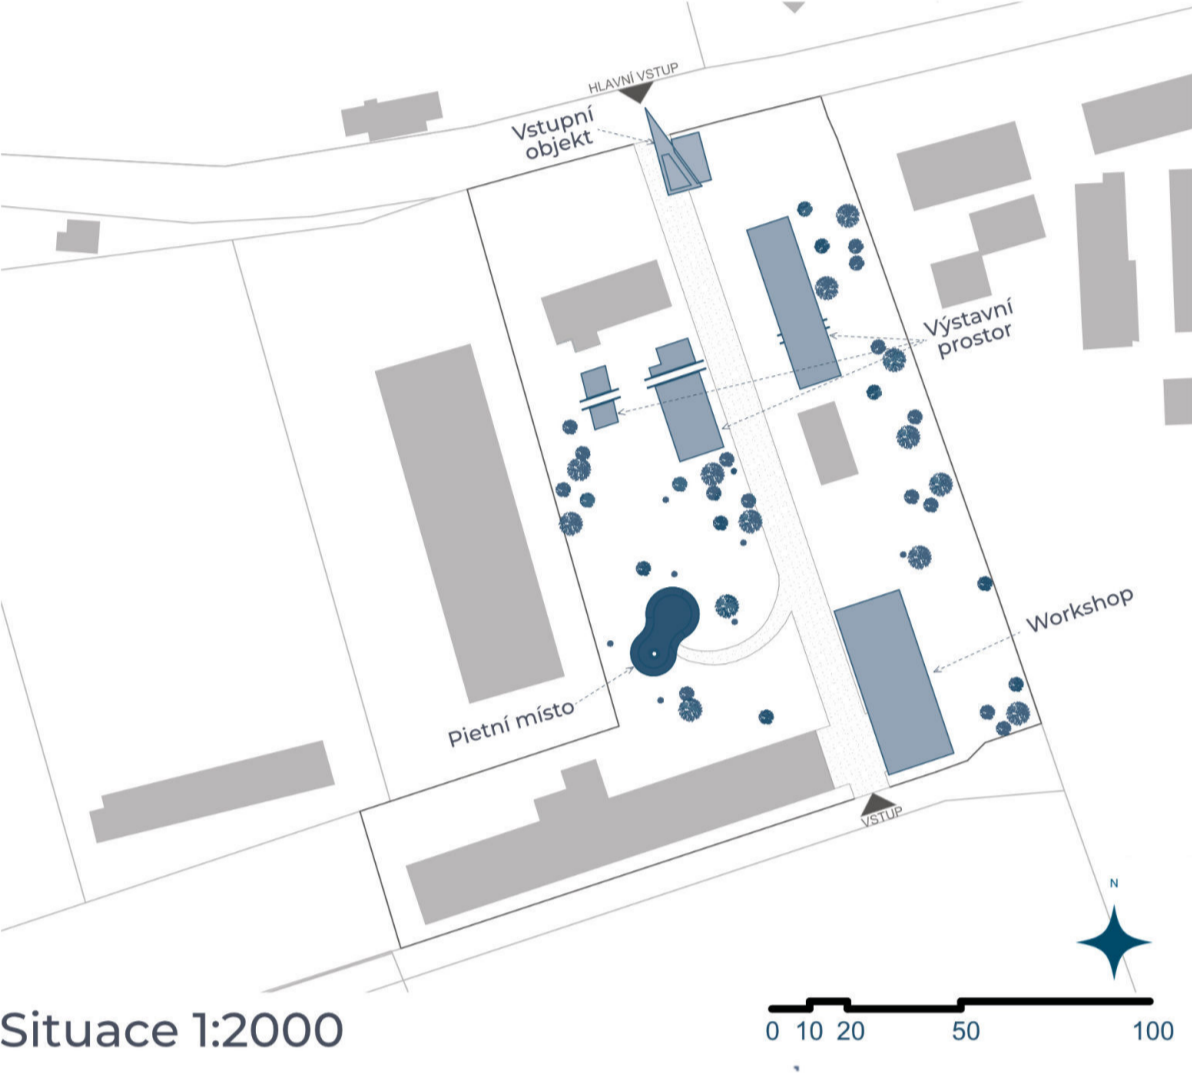 HLAVNÍ VSTUP
Vstupní
objekt
Výstavní
prostor
Workshop
Pietní místo
VSTUP
N
Situace 1:2000
0 10 20 50 100